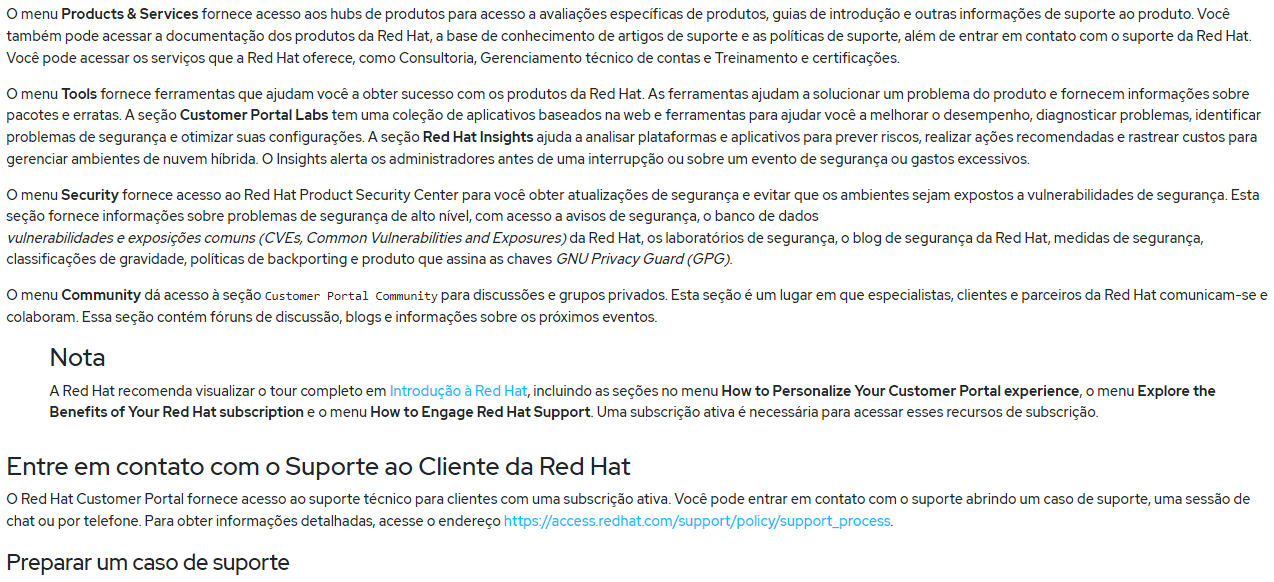 O menu Products & Services fornece acesso aos hubs de produtos para acesso a avaliações específicas de produtos, guias de introdução e outras informações de suporte ao produto. Você
também pode acessar a documentação dos produtos da Red Hat, a base de conhecimento de artigos de suporte e as políticas de suporte, além de entrar em contato com o suporte da Red Hat.
Você pode acessar os serviços que a Red Hat oferece, como Consultoria, Gerenciamento técnico de contas e Treinamento e certificações.
O menu Tools fornece ferramentas que ajudam você a obter sucesso com os produtos da Red Hat. As ferramentas ajudam a solucionar um problema do produto e fornecem informações sobre
pacotes e erratas. A seção Customer Portal Labs tem uma coleção de aplicativos baseados na web e ferramentas para ajudar você a melhorar o desempenho, diagnosticar problemas, identificar
problemas de segurança e otimizar suas configurações. A seção Red Hat Insights ajuda a analisar plataformas e aplicativos para prever riscos, realizar ações recomendadas e rastrear custos para
gerenciar ambientes de nuvem híbrida. O Insights alerta os administradores antes de uma interrupção ou sobre um evento de segurança ou gastos excessivos.
O menu Security fornece acesso ao Red Hat Product Security Center para você obter atualizações de segurança e evitar que os ambientes sejam expostos a vulnerabilidades de segurança. Esta
seção fornece informações sobre problemas de segurança de alto nível, com acesso a avisos de segurança, o banco de dados
vulnerabilidades e exposições comuns (CVEs, Common Vulnerabilities and Exposures) da Red Hat, os laboratórios de segurança, o blog de segurança da Red Hat, medidas de segurança,
classificações de gravidade, políticas de backporting e produto que assina as chaves GNU Privacy Guard (GPG).
O menu Community dá acesso à seção Customer Portal Community para discussões e grupos privados. Esta seção é um lugar em que especialistas, clientes e parceiros da Red Hat comunicam-se e
colaboram. Essa seção contém fóruns de discussão, blogs e informações sobre os próximos eventos.
Nota
A Red Hat recomenda visualizar o tour completo em Introdução à Red Hat, incluindo as seções no menu How to Personalize Your Customer Portal experience, o menu Explore the
Benefits of Your Red Hat subscription e o menu How to Engage Red Hat Support. Uma subscrição ativa é necessária para acessar esses recursos de subscrição.
Entre em contato com o Suporte ao Cliente da Red Hat
O Red Hat Customer Portal fornece acesso ao suporte técnico para clientes com uma subscrição ativa. Você pode entrar em contato com o suporte abrindo um caso de suporte, uma sessão de
chat ou por telefone. Para obter informações detalhadas, acesse o endereço https://access.redhat.com/support/policy/support_process.
Preparar um caso de suporte